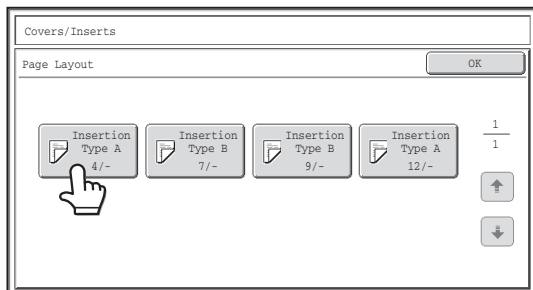 Covers/Inserts
Page Layout
OK
Insertion
Type A
4/-
Insertion
Type B
7/-
Insertion
Type B
9/-
Insertion
Type A
12/-
1
1